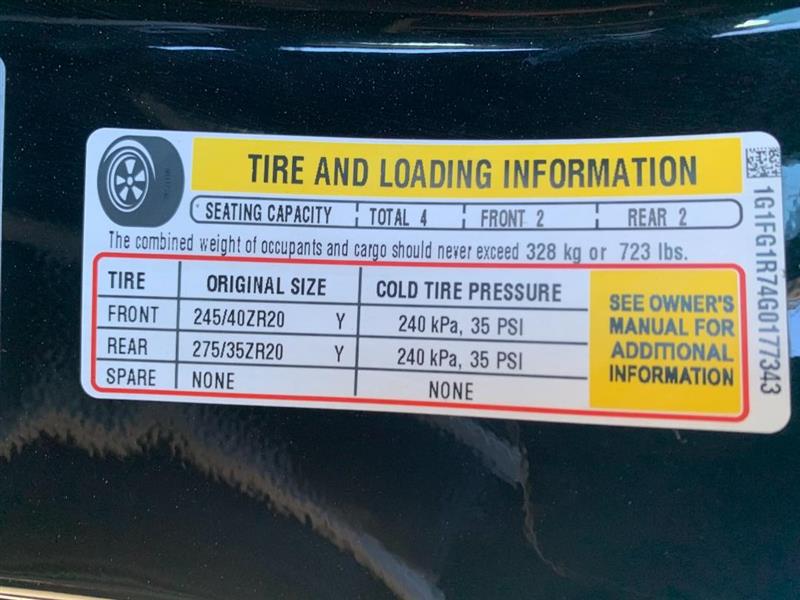 TIRE AND LOADING INFORMATION
SEATING CAPACITY TOTAL 4 FRONT 2 REAR 2
The combined weight of occupants and cargo should never exceed 328 kg or 723 lbs.
TIRE ORIGINAL SIZE COLD TIRE PRESSURE
FRONT 245/40ZR20 Y 240 kPa, 35 PSI
REAR 275/35ZR20 Y 240 kPa, 35 PSI
SPARE NONE NONE
SEE OWNER'S
MANUAL FOR
ADDITIONAL
INFORMATION
1G1FG1R74G0177343